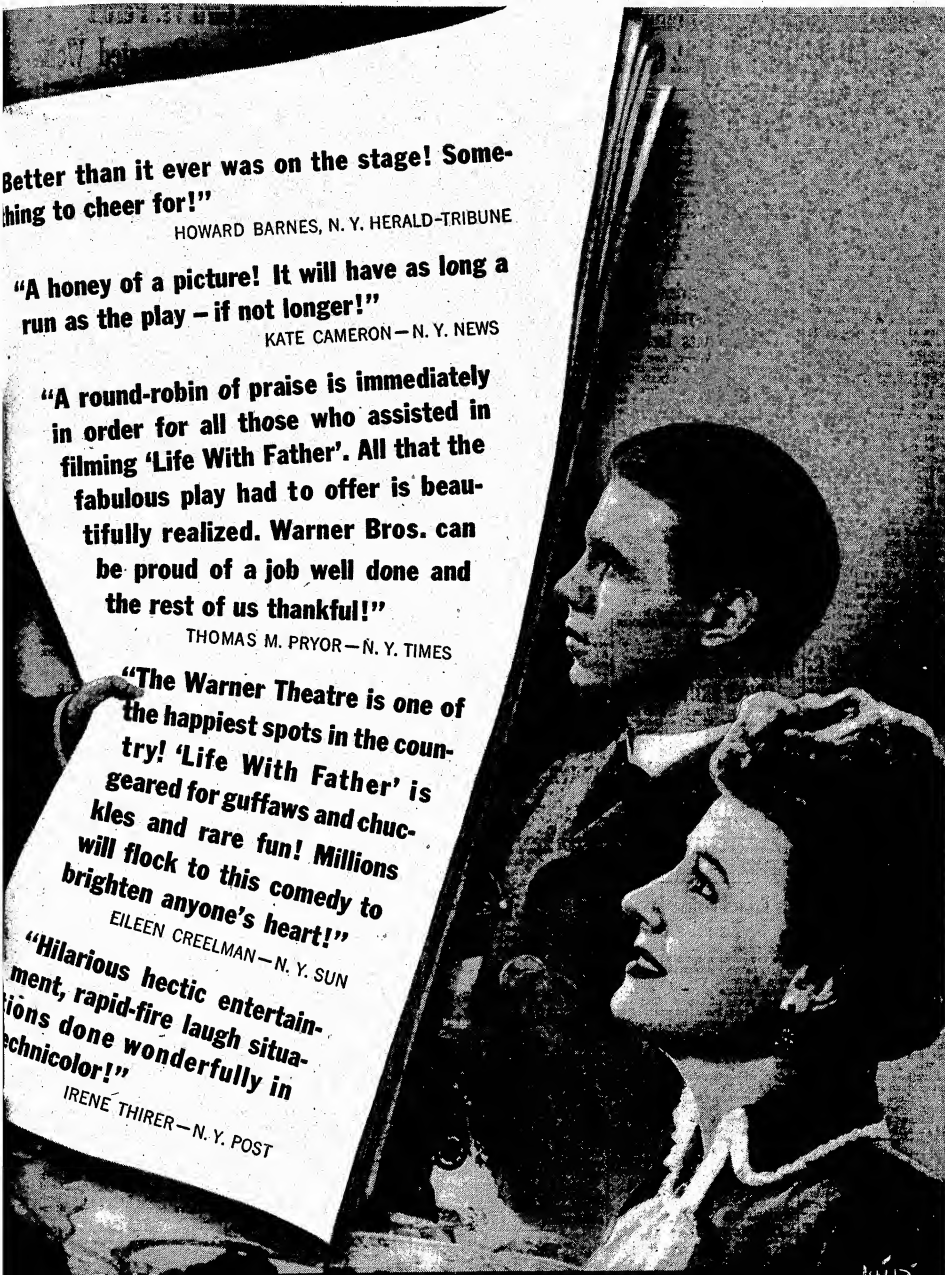 Better than it ever was on the stage! Some-
thing to cheer for!”
HOWARD BARNES, N. Y. HERALD-TRIBUNE
“A honey of a picture! It will have as long a
run as the play – if not longer!”
KATE CAMERON—N. Y. NEWS
“A round-robin of praise is immediately
in order for all those who assisted in
filming ‘Life With Father’. All that the
fabulous play had to offer is beau-
tifully realized. Warner Bros. can
be proud of a job well done and
the rest of us thankful!”
THOMAS M. PRYOR—N. Y. TIMES
“The Warner Theatre is one of
the happiest spots in the coun-
try! ‘Life With Father’ is
geared for guffaws and chuc-
kles and rare fun! Millions
will flock to this comedy to
brighten anyone’s heart!”
EILEEN CREELMAN—N. Y. SUN
“Hilarious hectic entertain-
ment, rapid-fire laugh situa-
tions done wonderfully in
echnicolor!”
IRENE THIRER—N. Y. POST